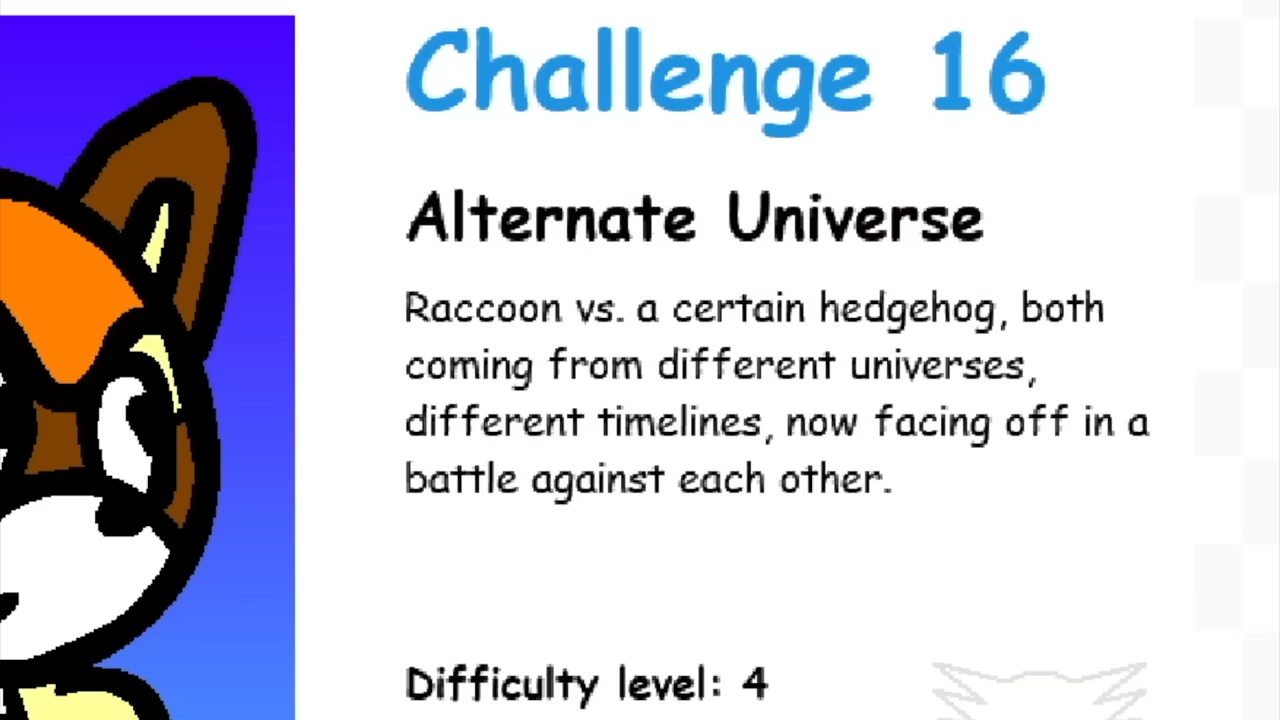 Challenge 16
Alternate Universe
Raccoon vs. a certain hedgehog, both
coming from different universes,
different timelines, now facing off in a
battle against each other.
Difficulty level: 4